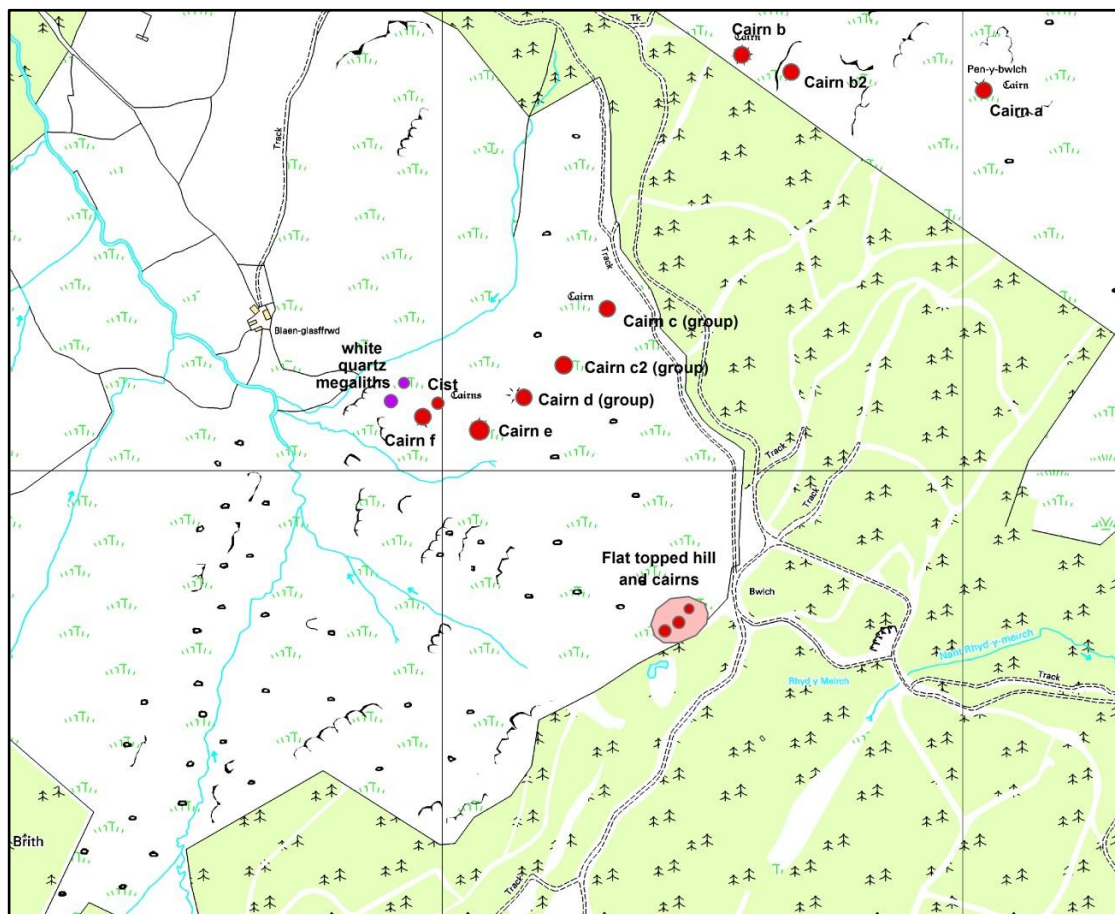 Tk
Cairn b
Cairn
Cairn b2
Pen-y-bwlch
Cairn
Cairn a
Track
Track
Cairn
Cairn c (group)
Blaen-glasffrwd
white
quartz
megaliths
Cist
Cairns
Cairn c2 (group)
Cairn d (group)
Cairn f
Cairn e
Track
Track
Flat topped hill
and cairns
Bwlch
Nant Rhyd-y-meirch
Rhyd y Meirch
Track
Brith
Track